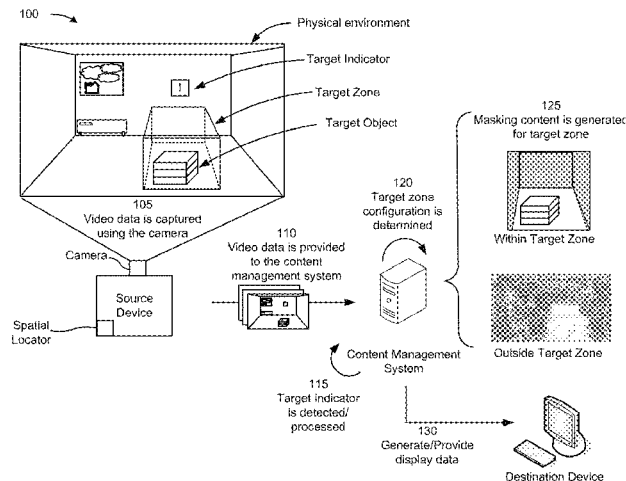 100
Physical environment
Target Indicator
Target Zone
Target Object
105
Video data is captured
using the camera
Camera
Source
Device
Spatial
Locator
110
Video data is provided
to the content
management system
120
Target zone
configuration is
determined
125
Masking content is generated
for target zone
Within Target Zone
Outside Target Zone
Content Management
System
115
Target indicator
is detected/
processed
130
Generate/Provide
display data
Destination Device